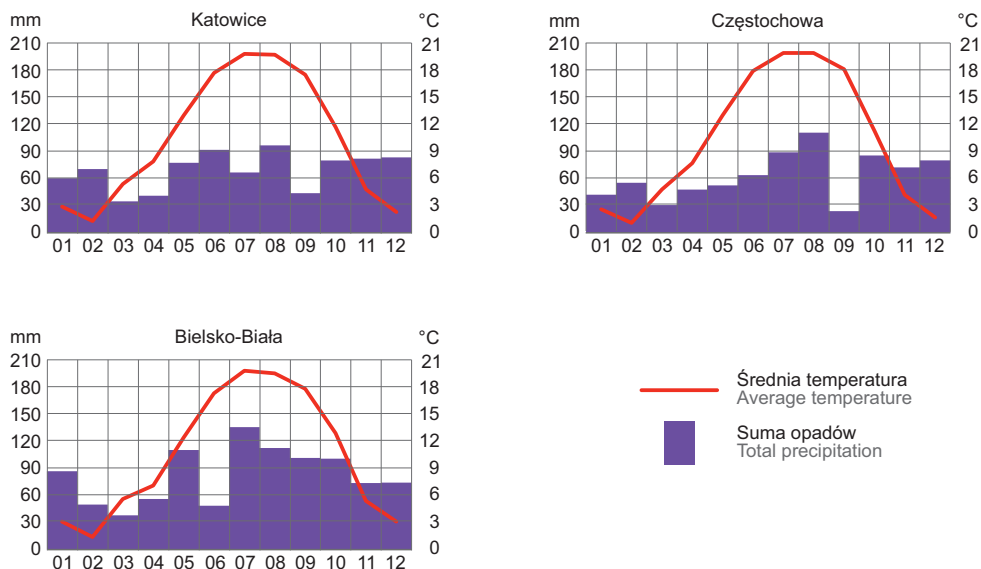 mm Katowice °C
210 21
180 18
150 15
120 12
90 9
60 6
30 3
0 0
01 02 03 04 05 06 07 08 09 10 11 12
mm Częstochowa °C
210 21
180 18
150 15
120 12
90 9
60 6
30 3
0 0
01 02 03 04 05 06 07 08 09 10 11 12
mm Bielsko-Biała °C
210 21
180 18
150 15
120 12
90 9
60 6
30 3
0 0
01 02 03 04 05 06 07 08 09 10 11 12
Średnia temperatura
Average temperature
Suma opadów
Total precipitation